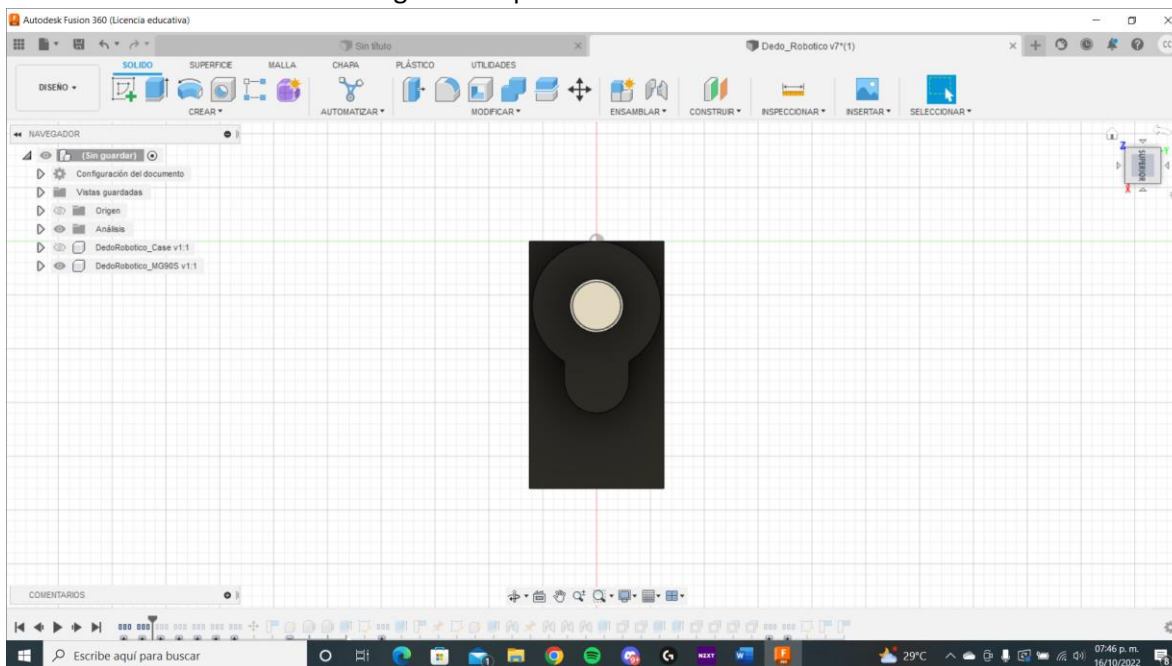 Autodesk Fusion 360 (Licencia educativa)
Sin título
Dedo_Robotico v7*(1)
SOLIDO SUPERFICE MALLA CHAPA PLÁSTICO UTILIDADES
DISEÑO
CREAR AUTOMATIZAR MODIFICAR ENSAMBLAR CONSTRUIR INSPECCIONAR INSERTAR SELECCIONAR
NAVEGADOR
(Sin guardar)
Configuración del documento
Vistas guardadas
Origen
Análisis
DedoRobotico_Case v1:1
DedoRobotico_MG90S v1:1
Z
Y
SUPERIOR
X
COMENTARIOS
Escribe aquí para buscar
NZXT
29°C
07:46 p. m.
16/10/2022